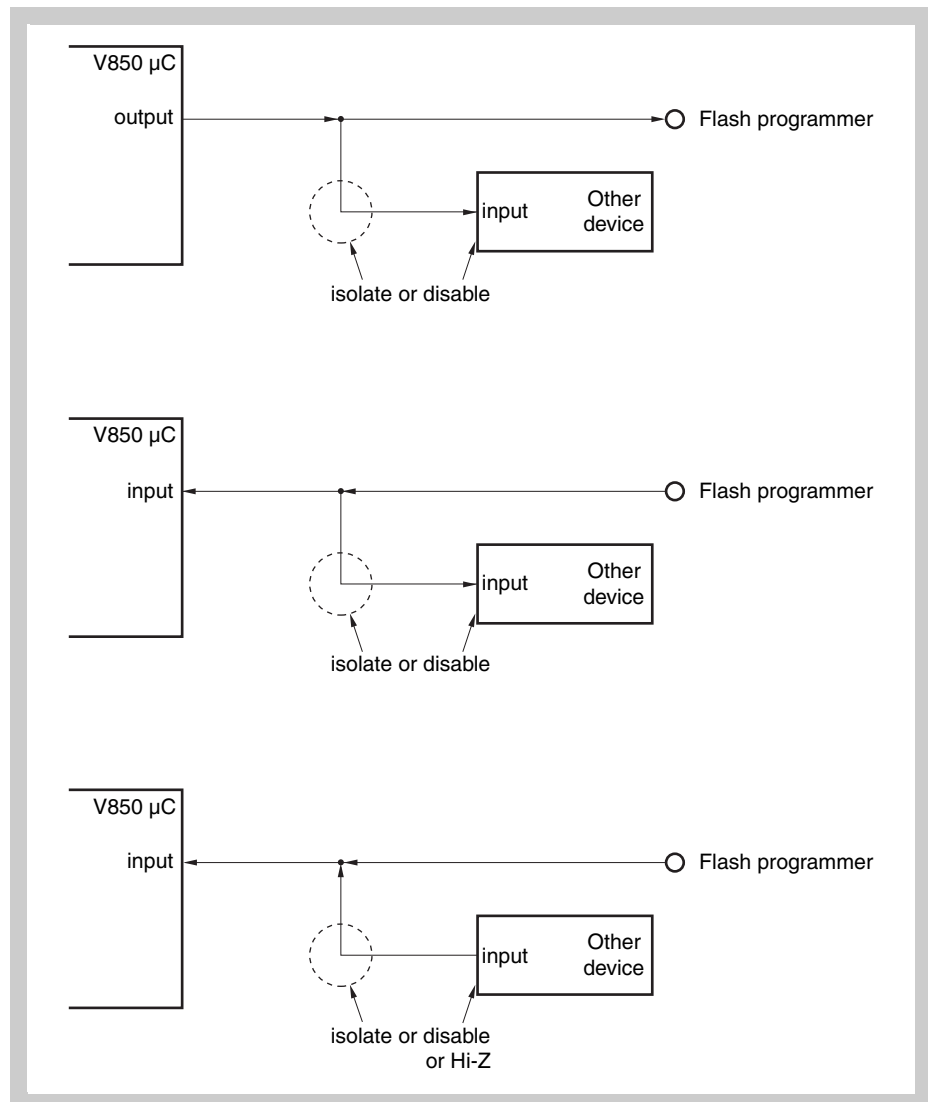 V850 µC
output
Flash programmer
input
Other
device
isolate or disable
V850 µC
input
Flash programmer
input
Other
device
isolate or disable
V850 µC
input
Flash programmer
input
Other
device
isolate or disable
or Hi-Z